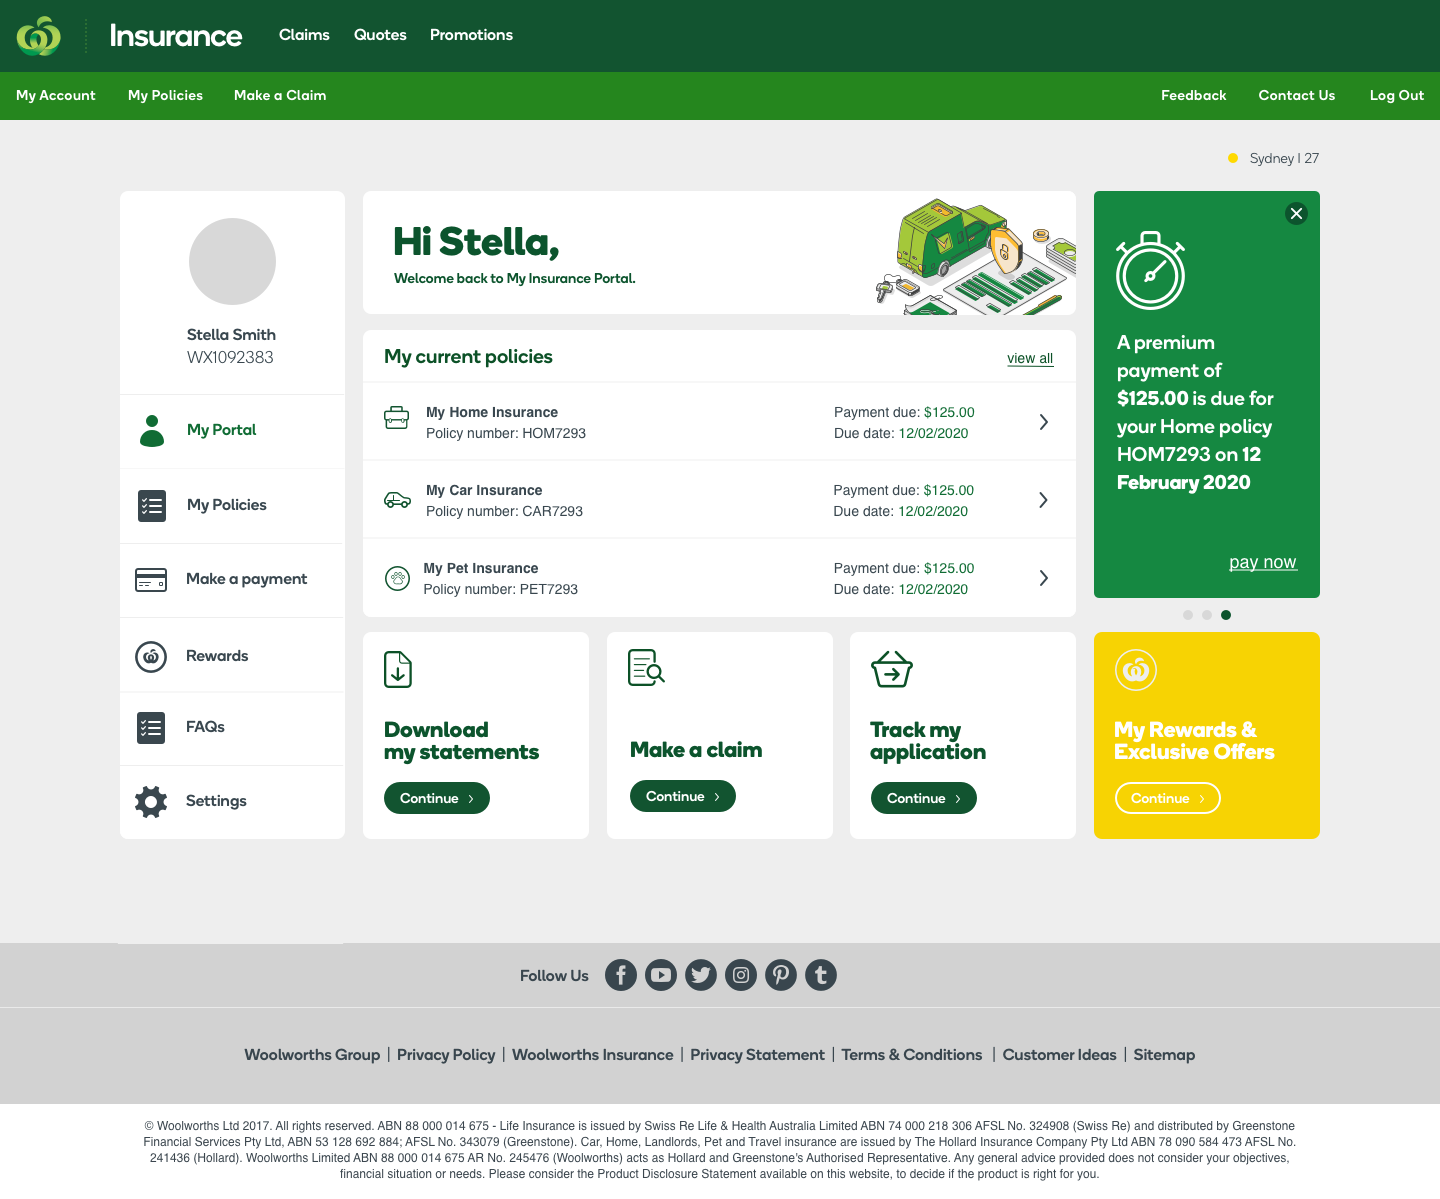 Insurance
Claims Quotes Promotions
My Account My Policies Make a Claim
Feedback Contact Us Log Out
Sydney | 27
Stella Smith
WX1092383
My Portal
My Policies
Make a payment
Rewards
FAQs
Settings
Hi Stella,
Welcome back to My Insurance Portal.
My current policies
view all
My Home Insurance
Policy number: HOM7293
Payment due: $125.00
Due date: 12/02/2020
My Car Insurance
Policy number: CAR7293
Payment due: $125.00
Due date: 12/02/2020
My Pet Insurance
Policy number: PET7293
Payment due: $125.00
Due date: 12/02/2020
A premium
payment of
$125.00 is due for
your Home policy
HOM7293 on 12
February 2020
pay now
Download
my statements
Continue
Make a claim
Continue
Track my
application
Continue
My Rewards &
Exclusive Offers
Continue
Follow Us
Woolworths Group | Privacy Policy | Woolworths Insurance | Privacy Statement | Terms & Conditions | Customer Ideas | Sitemap
© Woolworths Ltd 2017. All rights reserved. ABN 88 000 014 675 - Life Insurance is issued by Swiss Re Life & Health Australia Limited ABN 74 000 218 306 AFSL No. 324908 (Swiss Re) and distributed by Greenstone
Financial Services Pty Ltd, ABN 53 128 692 884; AFSL No. 343079 (Greenstone). Car, Home, Landlords, Pet and Travel insurance are issued by The Hollard Insurance Company Pty Ltd ABN 78 090 584 473 AFSL No.
241436 (Hollard). Woolworths Limited ABN 88 000 014 675 AR No. 245476 (Woolworths) acts as Hollard and Greenstone's Authorised Representative. Any general advice provided does not consider your objectives,
financial situation or needs. Please consider the Product Disclosure Statement available on this website, to decide if the product is right for you.